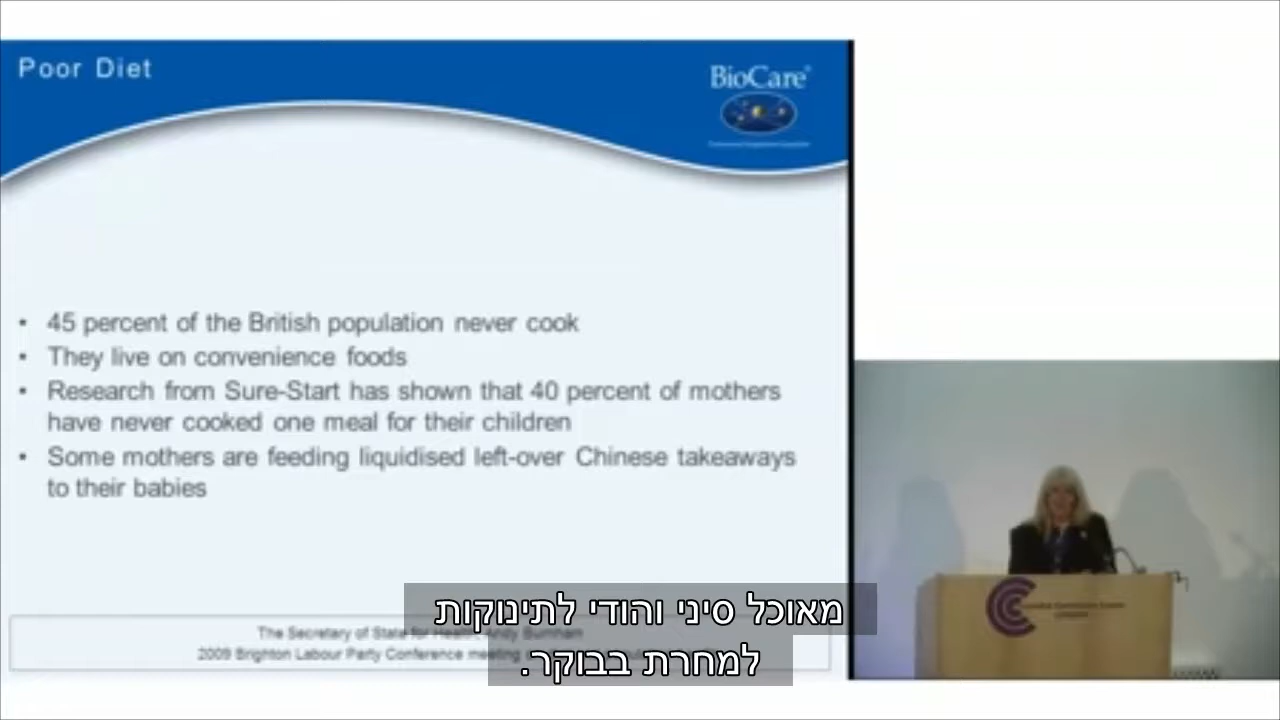 Poor Diet
BioCare
• 45 percent of the British population never cook
• They live on convenience foods
• Research from Sure-Start has shown that 40 percent of mothers
have never cooked one meal for their children
• Some mothers are feeding liquidised left-over Chinese takeaways
to their babies
The Secretary of State for Health, Andy Burnham
2009 Brighton Labour Party Conference meeting
מאוכל סיני והודי לתינוקות
למחרת בבוקר.